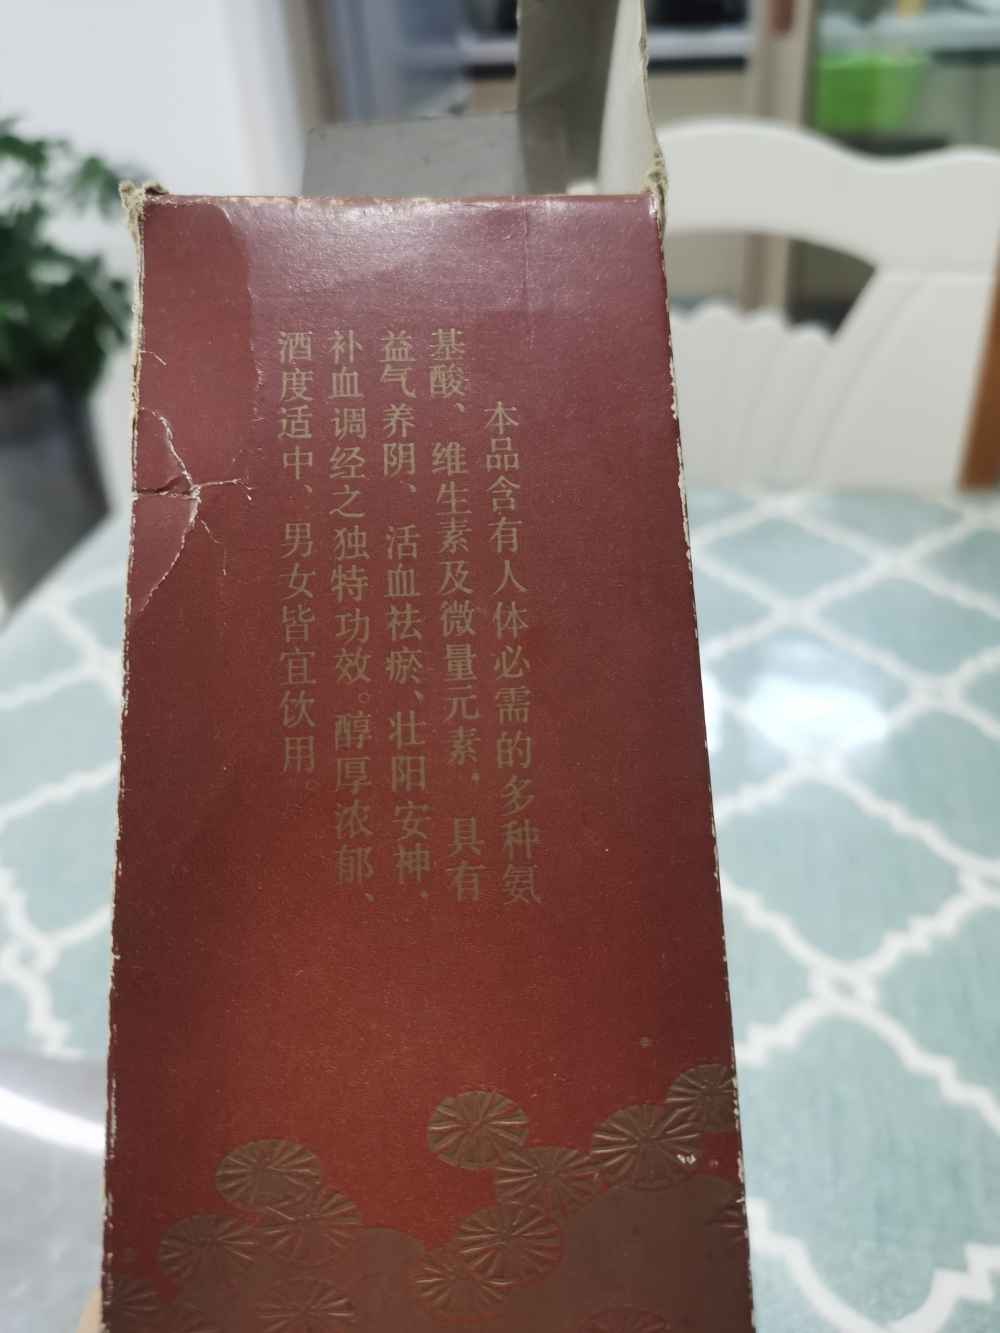 本品含有人体必需的多种氨
基酸、维生素及微量元素.具有
益气养阴、活血祛瘀、壮阳安神、
补血调经之独特功效。醇厚浓郁、
酒度适中、男女皆宜饮用。